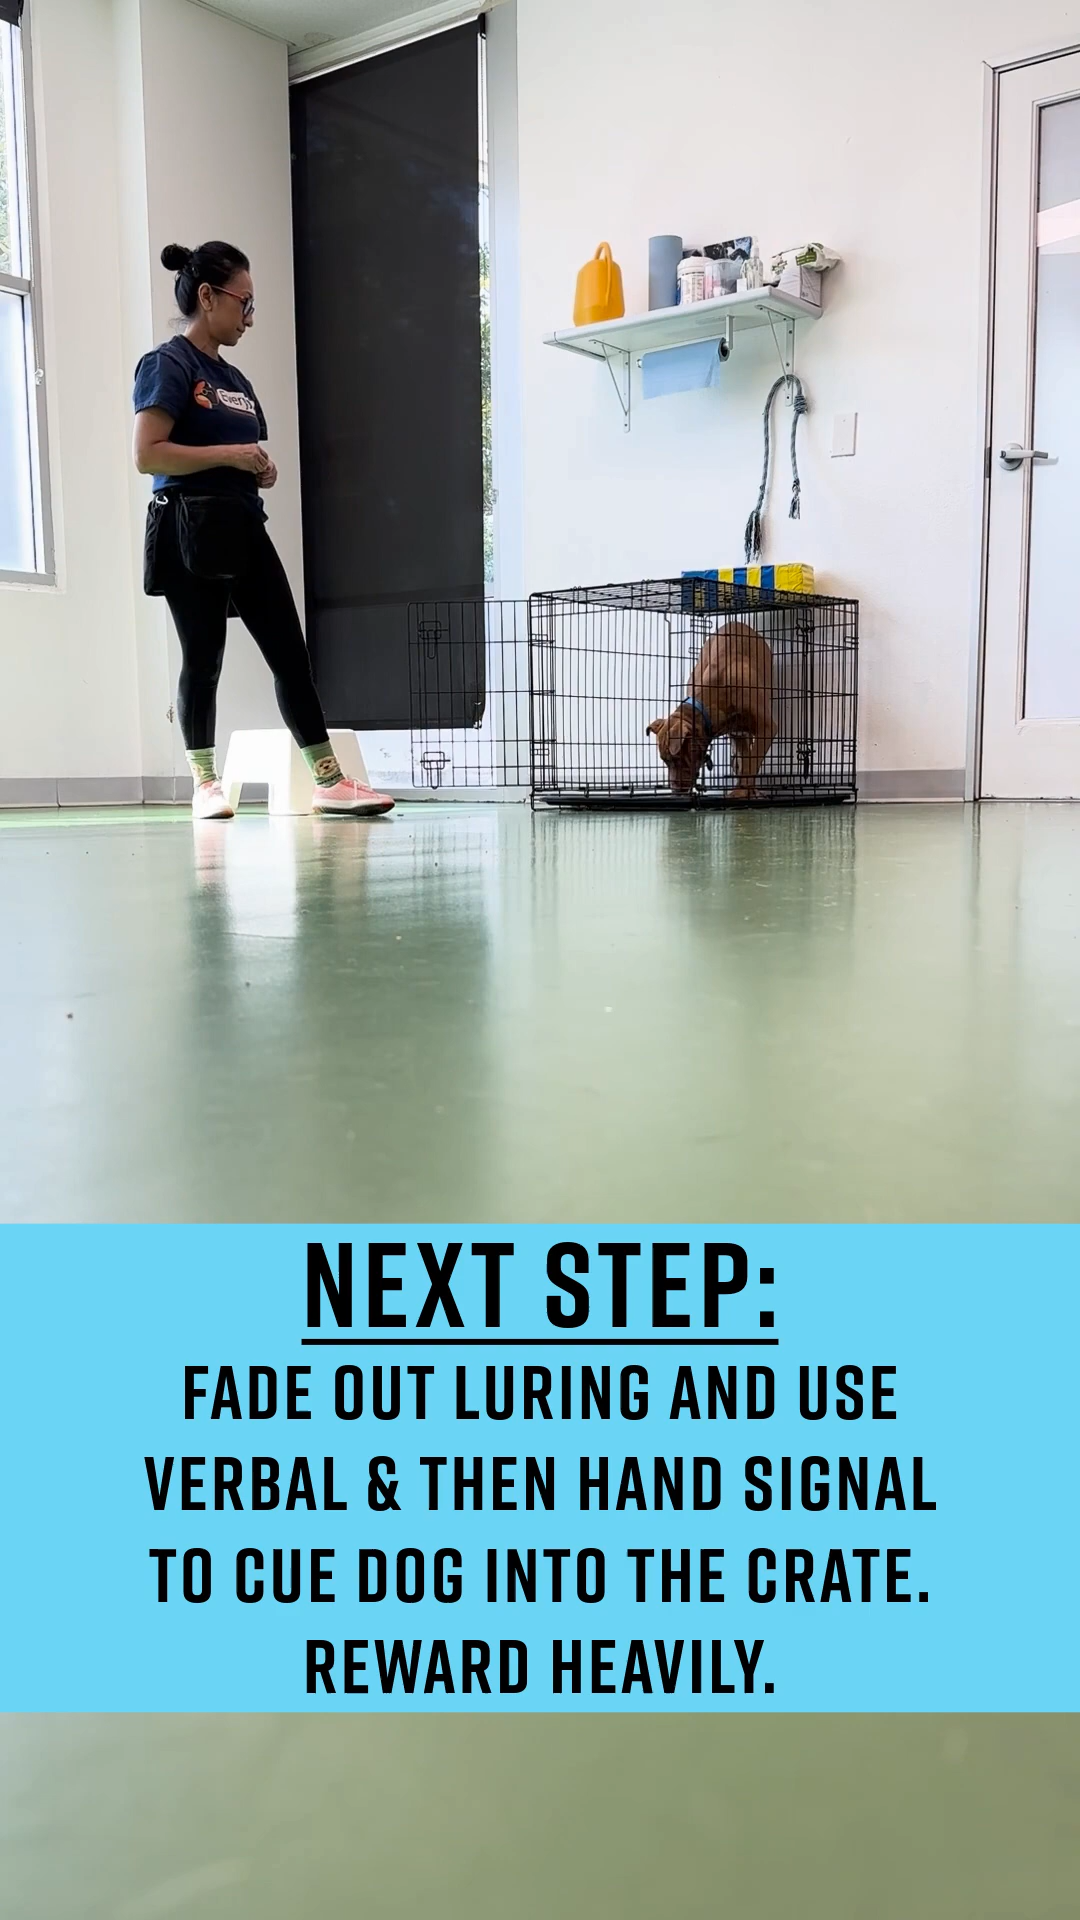 NEXT STEP:
FADE OUT LURING AND USE
VERBAL & THEN HAND SIGNAL
TO CUE DOG INTO THE CRATE.
REWARD HEAVILY.